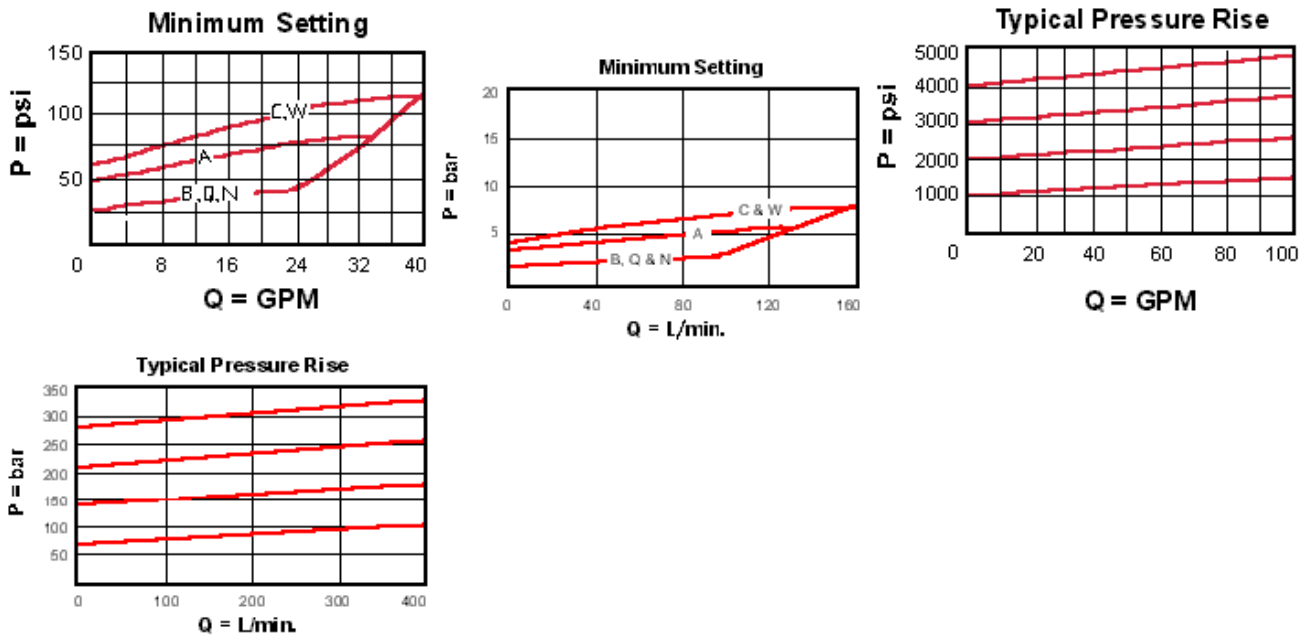 Minimum Setting
150
100
50
P = psi
C,W
A
B,Q,N
0 8 16 24 32 40
Q = GPM
Minimum Setting
20
15
10
5
P = bar
C & W
A
B, Q & N
0 40 80 120 160
Q = L/min.
Typical Pressure Rise
5000
4000
3000
2000
1000
P = psi
0 20 40 60 80 100
Q = GPM
Typical Pressure Rise
350
300
250
200
150
100
50
P = bar
0 100 200 300 400
Q = L/min.